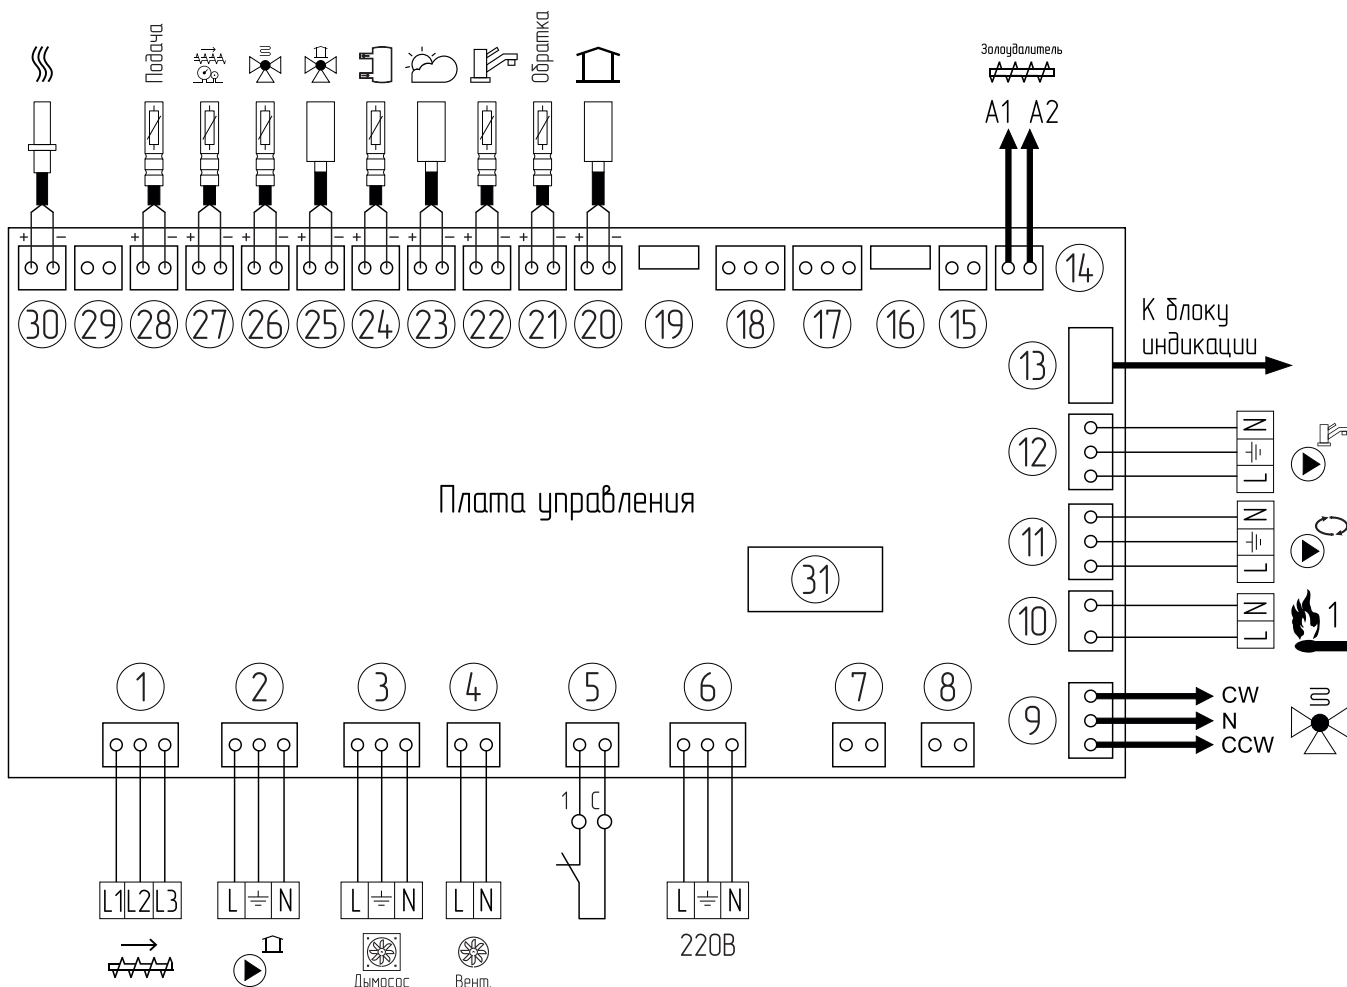 Подача
Обратка
Золоудалитель
А1 А2
+ − + − + − + − + − + − + − + − + − + −
30 29 28 27 26 25 24 23 22 21 20 19 18 17 16 15 14
К блоку
индикации
13
12
N
L
11
N
L
10
N
L
1
9
CW
N
CCW
Плата управления
31
1 2 3 4 5 6 7 8
1 С
L1 L2 L3
L N
L N
L N
L N
220В
Дымосос
Вент.